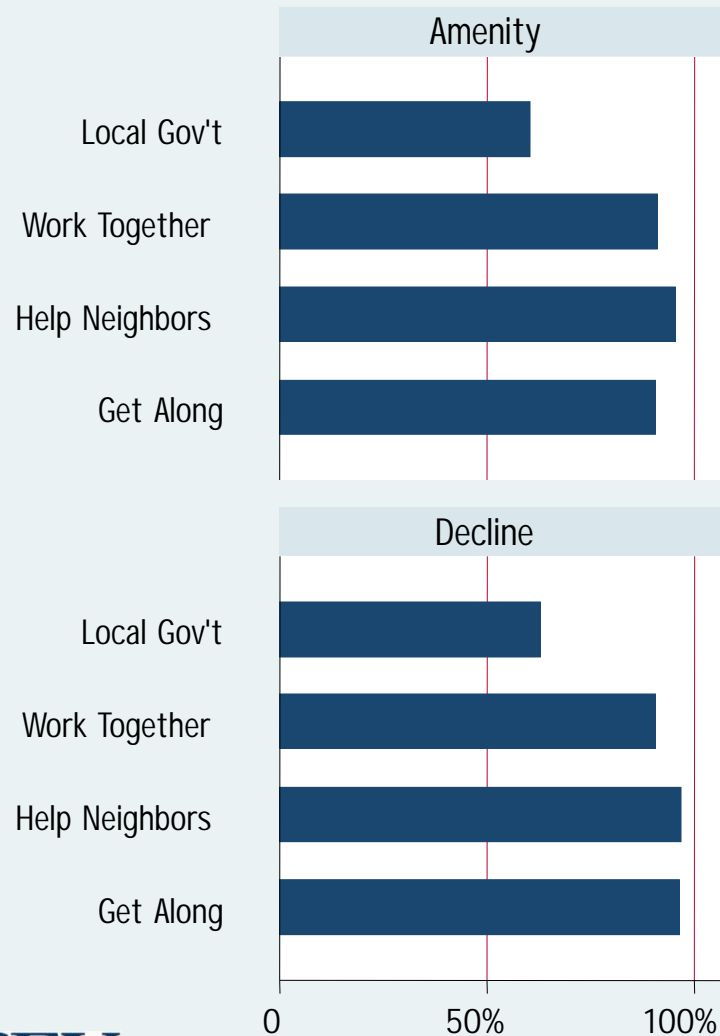 Amenity
Local Gov't
Work Together
Help Neighbors
Get Along
Decline
Local Gov't
Work Together
Help Neighbors
Get Along
0 50% 100%